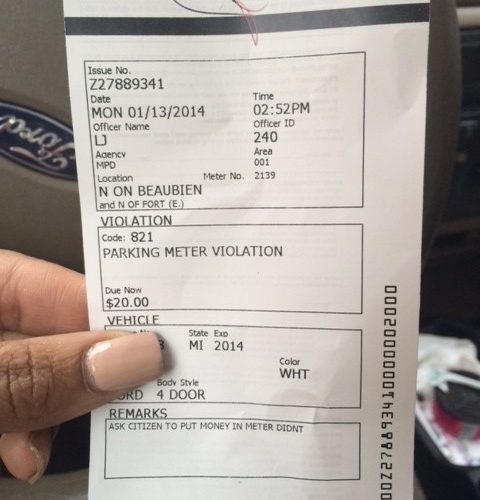 Issue No.
Z27889341
Date Time
MON 01/13/2014 02:52PM
Officer Name Officer ID
LJ 240
Agency Area
MPD 001
Location Meter No. 2139
N ON BEAUBIEN
and N OF FORT (E.)
VIOLATION
Code: 821
PARKING METER VIOLATION
Due Now
$20.00
VEHICLE
State Exp
MI 2014
Color
WHT
Body Style
4 DOOR
REMARKS
ASK CITIZEN TO PUT MONEY IN METER DIDNT
00Z27889341000000002000
Ford